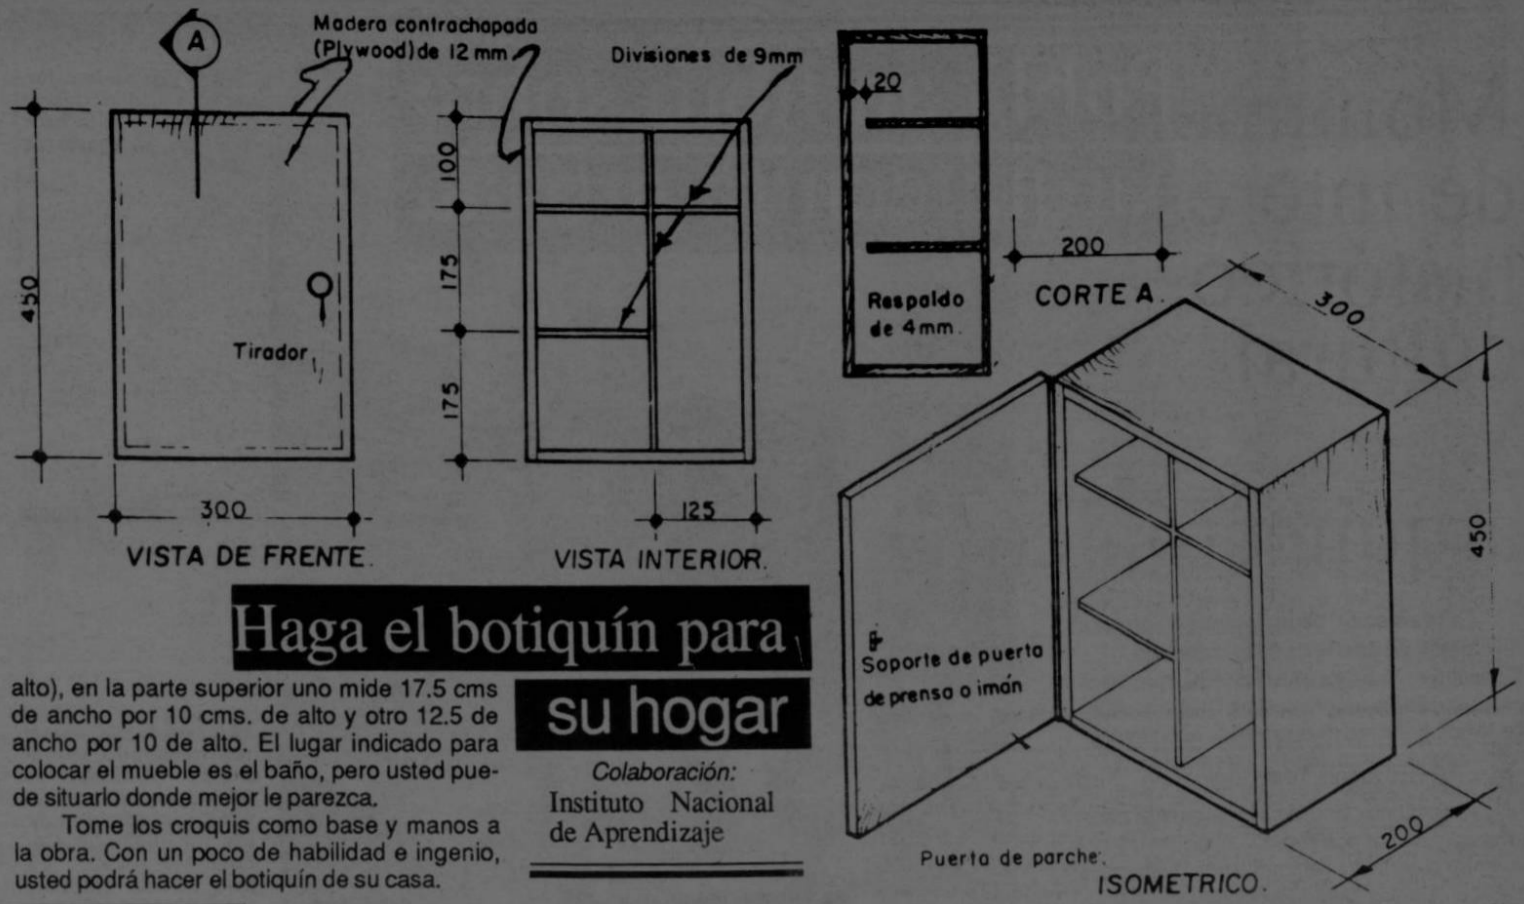 A
Madera contrachapada
(Plywood) de 12 mm
Divisiones de 9mm
450
Tirador
300
VISTA DE FRENTE.
100
175
175
125
VISTA INTERIOR.
20
Respaldo
de 4mm.
200
CORTE A.
300
450
200
Soporte de puerta
de prensa o imán
Puerta de parche.
ISOMETRICO.
Haga el botiquín para
su hogar
Colaboración:
Instituto Nacional
de Aprendizaje
alto), en la parte superior uno mide 17.5 cms
de ancho por 10 cms. de alto y otro 12.5 de
ancho por 10 de alto. El lugar indicado para
colocar el mueble es el baño, pero usted pue-
de situarlo donde mejor le parezca.
Tome los croquis como base y manos a
la obra. Con un poco de habilidad e ingenio,
usted podrá hacer el botiquín de su casa.